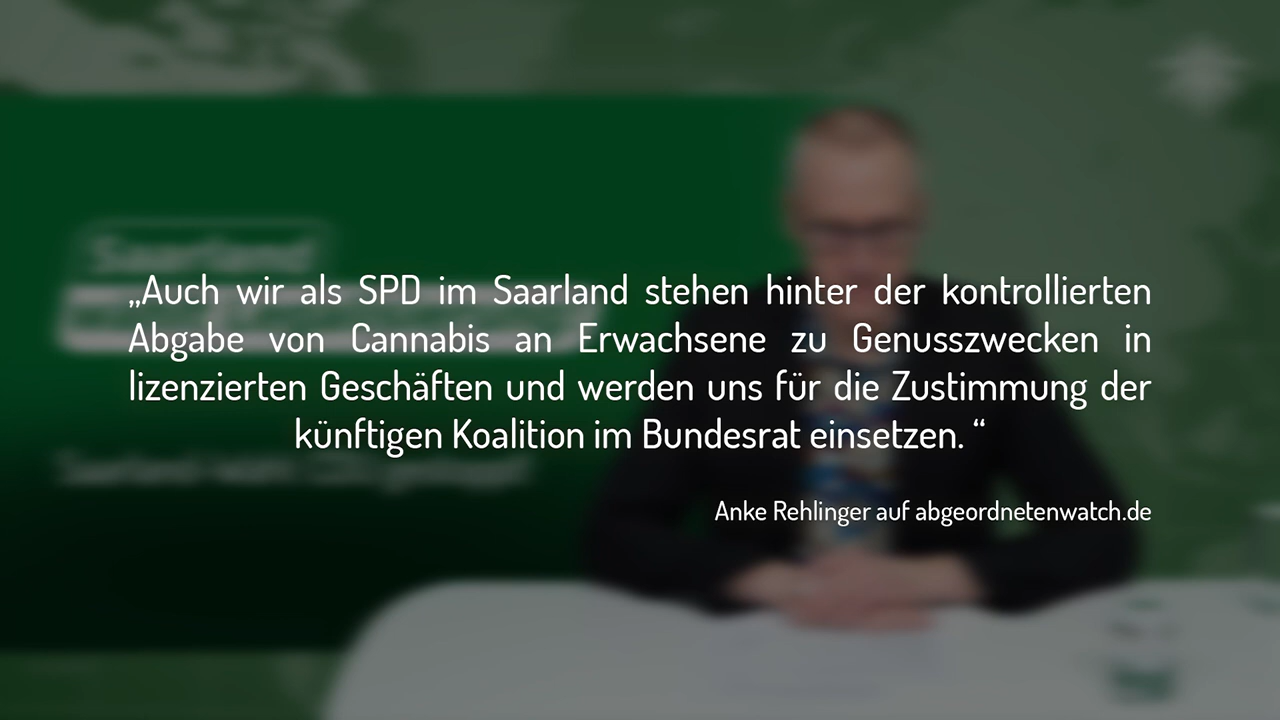 Saarland
„Auch wir als SPD im Saarland stehen hinter der kontrollierten
Abgabe von Cannabis an Erwachsene zu Genusszwecken in
lizenzierten Geschäften und werden uns für die Zustimmung der
künftigen Koalition im Bundesrat einsetzen. “
Anke Rehlinger auf abgeordnetenwatch.de